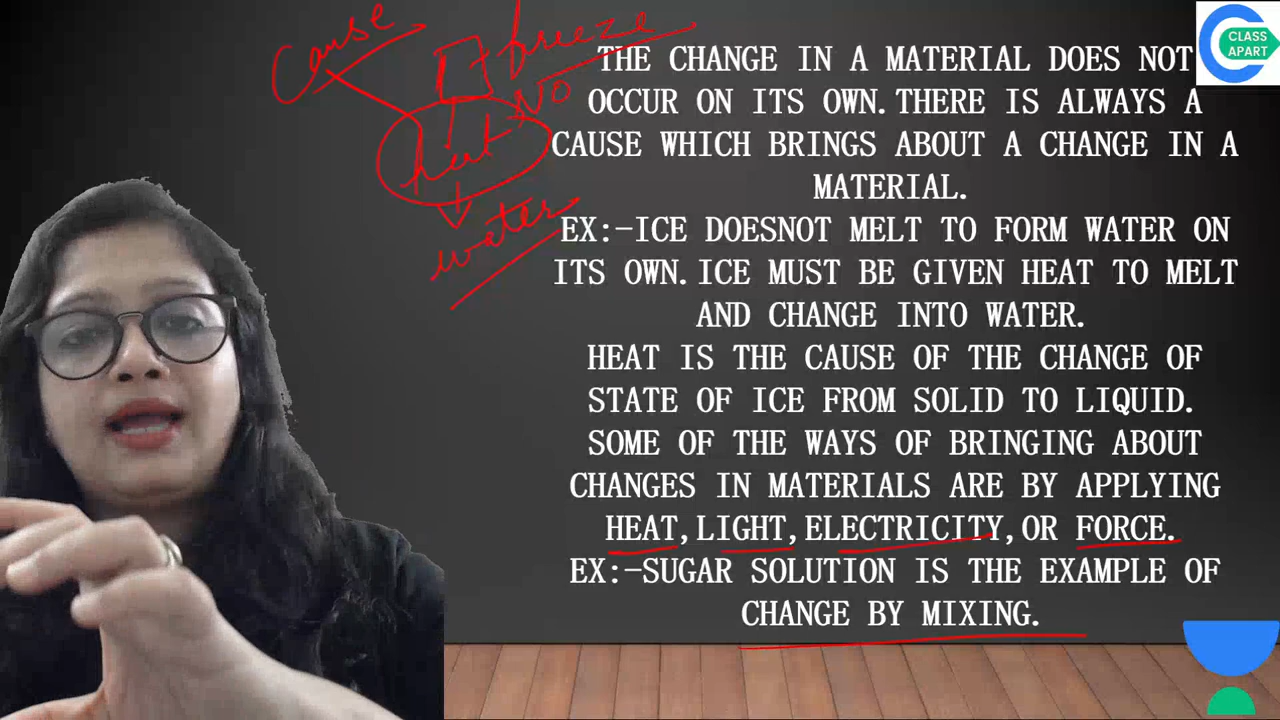 Cause
freeze
NO
heat
water
CLASS
APART
THE CHANGE IN A MATERIAL DOES NOT
OCCUR ON ITS OWN.THERE IS ALWAYS A
CAUSE WHICH BRINGS ABOUT A CHANGE IN A
MATERIAL.
EX:-ICE DOESNOT MELT TO FORM WATER ON
ITS OWN.ICE MUST BE GIVEN HEAT TO MELT
AND CHANGE INTO WATER.
HEAT IS THE CAUSE OF THE CHANGE OF
STATE OF ICE FROM SOLID TO LIQUID.
SOME OF THE WAYS OF BRINGING ABOUT
CHANGES IN MATERIALS ARE BY APPLYING
HEAT,LIGHT,ELECTRICITY,OR FORCE.
EX:-SUGAR SOLUTION IS THE EXAMPLE OF
CHANGE BY MIXING.